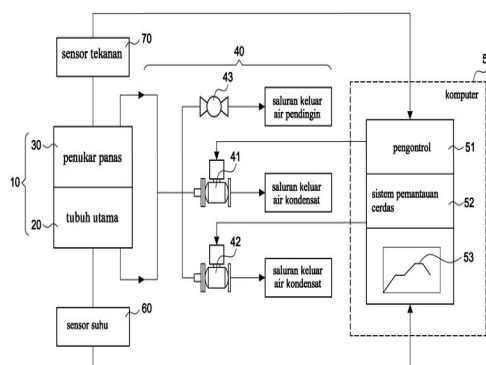 70
sensor tekanan
40
5
komputer
43
saluran keluar
air pendingin
30
penukar panas
10
20
tubuh utama
41
saluran keluar
air kondensat
pengontrol
51
sistem pemantauan
cerdas
52
42
saluran keluar
air kondensat
53
60
sensor suhu